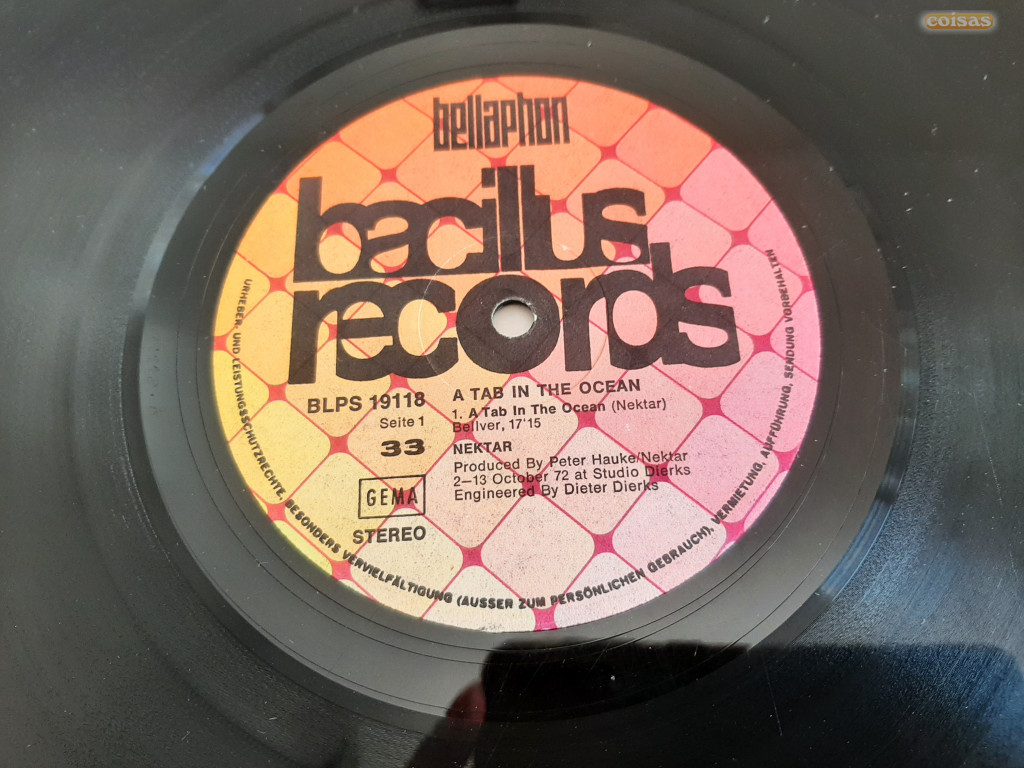 coisas
bellaphon
bacillus
records
BLPS 19118
Seite 1
33
GEMA
STEREO
A TAB IN THE OCEAN
1. A Tab In The Ocean (Nektar)
Bellver, 17'15
NEKTAR
Produced By Peter Hauke/Nektar
2–13 October 72 at Studio Dierks
Engineered By Dieter Dierks
URHEBER- UND LEISTUNGSSCHUTZRECHTE, BESONDERS VERVIELFÄLTIGUNG (AUSSER ZUM PERSÖNLICHEN GEBRAUCH), VERMIETUNG, AUFFÜHRUNG, SENDUNG VORBEHALTEN